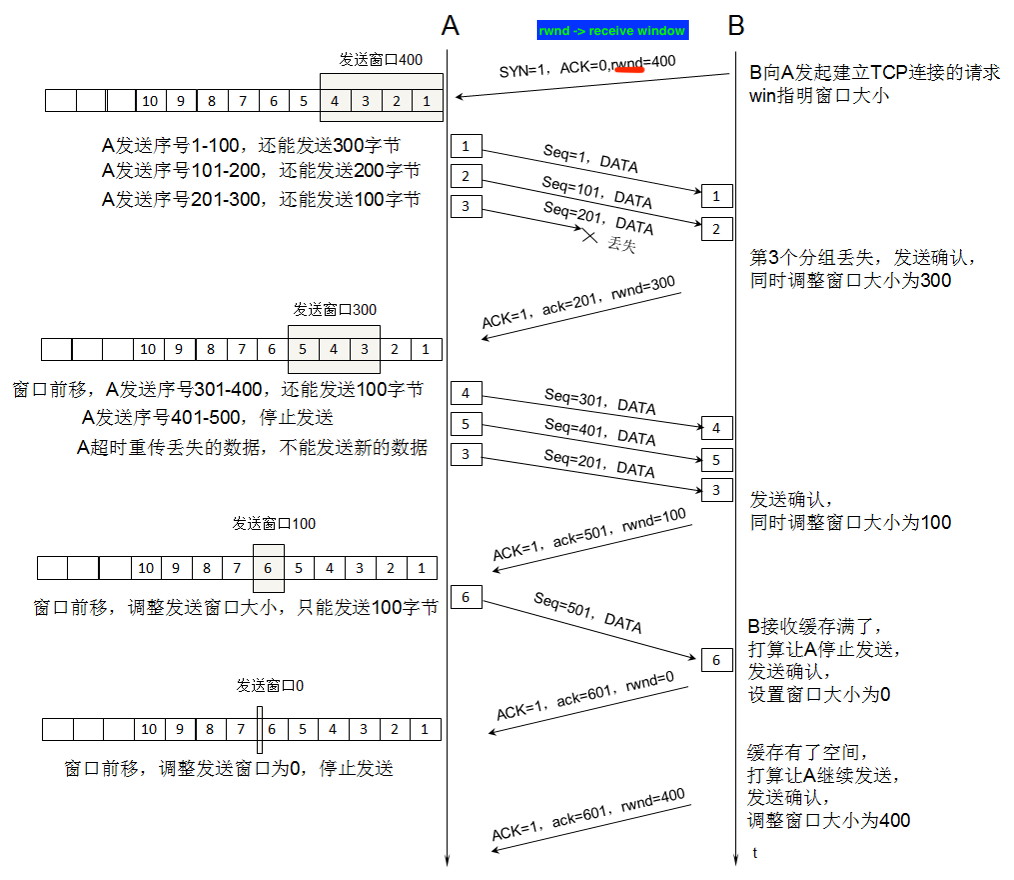 A
rwnd -> receive window
B
发送窗口400
SYN=1，ACK=0,rwnd=400
B向A发起建立TCP连接的请求
win指明窗口大小
10 9 8 7 6 5 4 3 2 1
A发送序号1-100，还能发送300字节
1
Seq=1，DATA
1
A发送序号101-200，还能发送200字节
2
Seq=101，DATA
2
A发送序号201-300，还能发送100字节
3
Seq=201，DATA
丢失
第3个分组丢失，发送确认，
同时调整窗口大小为300
ACK=1，ack=201，rwnd=300
发送窗口300
10 9 8 7 6 5 4 3 2 1
窗口前移，A发送序号301-400，还能发送100字节
4
Seq=301，DATA
4
A发送序号401-500，停止发送
5
Seq=401，DATA
5
A超时重传丢失的数据，不能发送新的数据
3
Seq=201，DATA
3
发送确认，
同时调整窗口大小为100
ACK=1，ack=501，rwnd=100
发送窗口100
10 9 8 7 6 5 4 3 2 1
窗口前移，调整发送窗口大小，只能发送100字节
6
Seq=501，DATA
6
B接收缓存满了，
打算让A停止发送，
发送确认，
设置窗口大小为0
ACK=1，ack=601，rwnd=0
发送窗口0
10 9 8 7 6 5 4 3 2 1
窗口前移，调整发送窗口为0，停止发送
缓存有了空间，
打算让A继续发送，
发送确认，
调整窗口大小为400
ACK=1，ack=601，rwnd=400
t